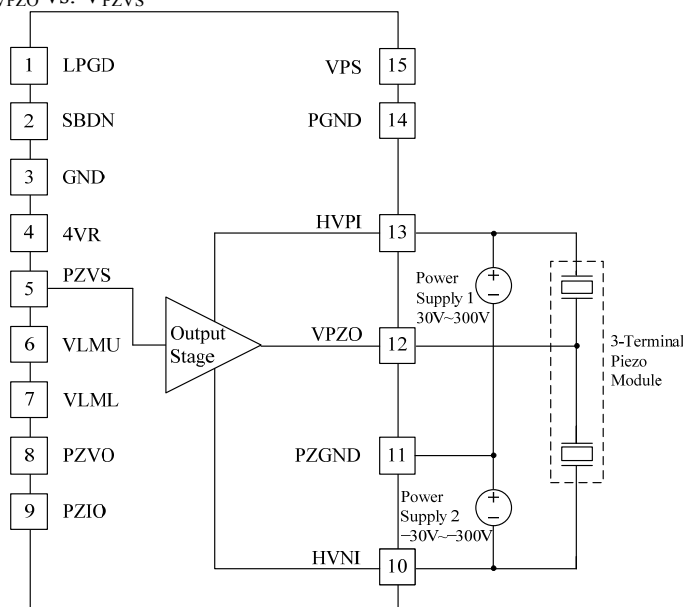 VPZO vs. VPZVS
1 LPGD
2 SBDN
3 GND
4 4VR
5 PZVS
6 VLMU
7 VLML
8 PZVO
9 PZIO
Output
Stage
VPS 15
PGND 14
HVPI 13
VPZO 12
PZGND 11
HVNI 10
+
Power
Supply 1
−
30V~300V
+
Power
Supply 2
−
−30V~−300V
3-Terminal
Piezo
Module